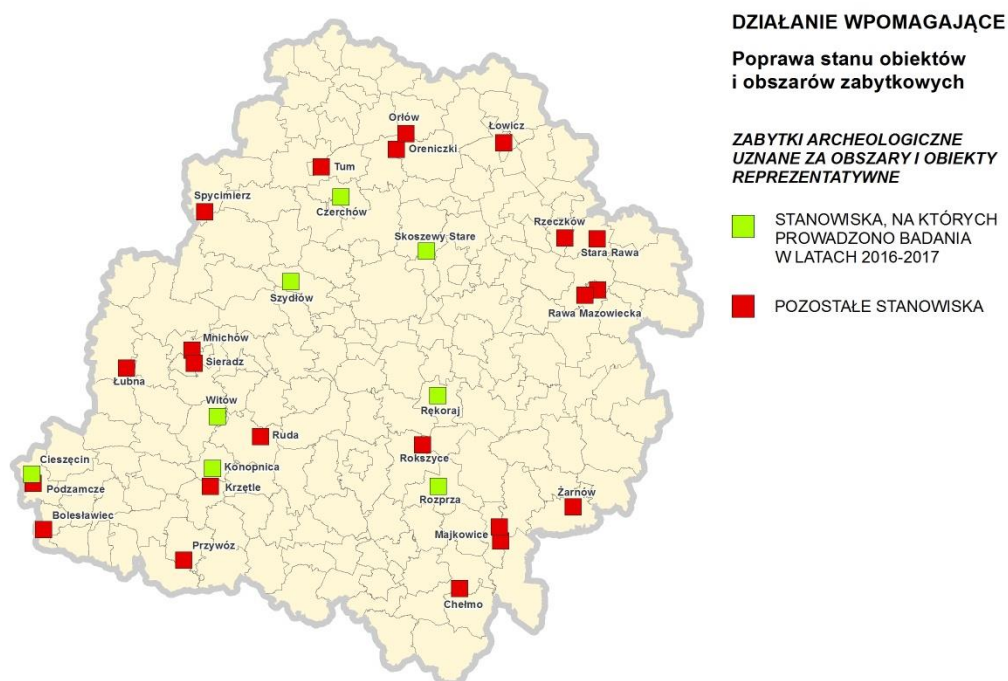 DZIAŁANIE WPOMAGAJĄCE
Poprawa stanu obiektów
i obszarów zabytkowych
ZABYTKI ARCHEOLOGICZNE
UZNANE ZA OBSZARY I OBIEKTY
REPREZENTATYWNE
STANOWISKA, NA KTÓRYCH
PROWADZONO BADANIA
W LATACH 2016-2017
POZOSTAŁE STANOWISKA
Orłów
Łowicz
Oreniczki
Tum
Spycimierz
Czerchów
Rzeczków
Skoszewy Stare
Stara Rawa
Szydłów
Rawa Mazowiecka
Mnichów
Sieradz
Łubna
Witów
Rękoraj
Ruda
Rokszyce
Cieszęcin
Konopnica
Podzamcze
Krzętle
Rozprza
Żarnów
Bolesławiec
Majkowice
Przywóz
Chełmo